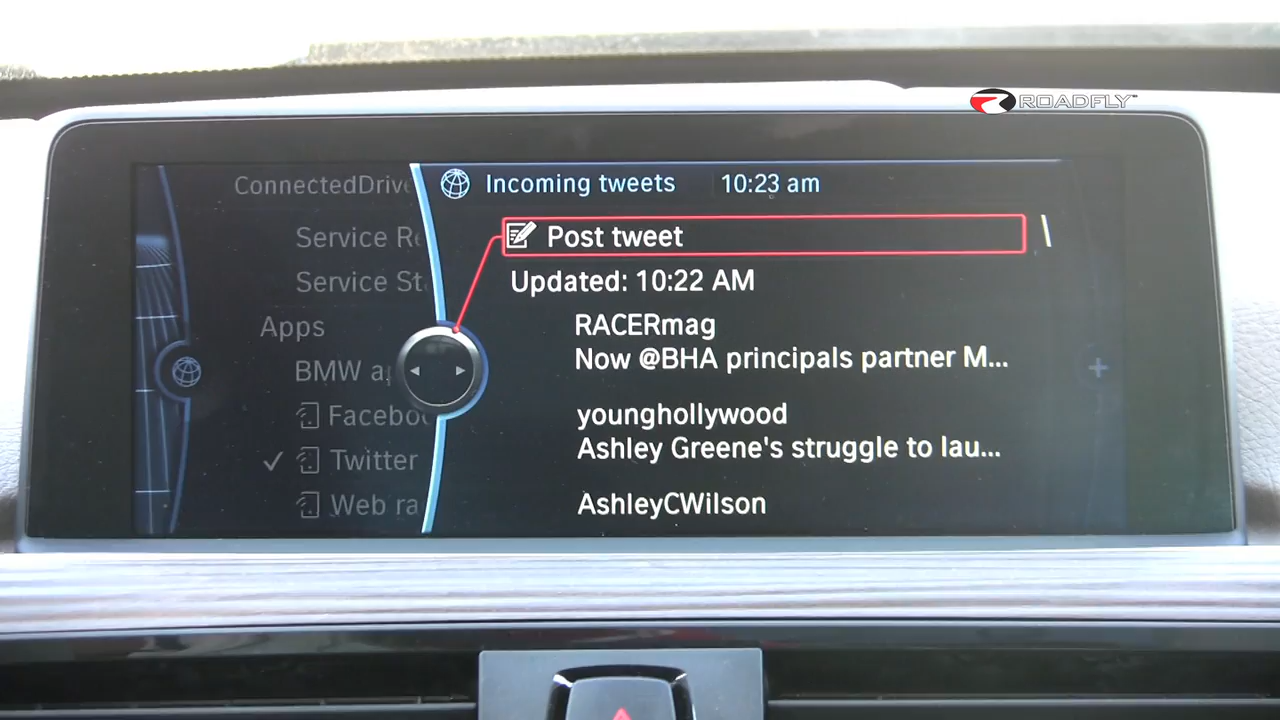 ROADFLY™
ConnectedDrive
Incoming tweets
10:23 am
Service Re
Post tweet
Service St
Updated: 10:22 AM
Apps
RACERmag
BMW ap
Now @BHA principals partner M...
Facebo
younghollywood
Twitter
Ashley Greene's struggle to lau...
Web ra
AshleyCWilson